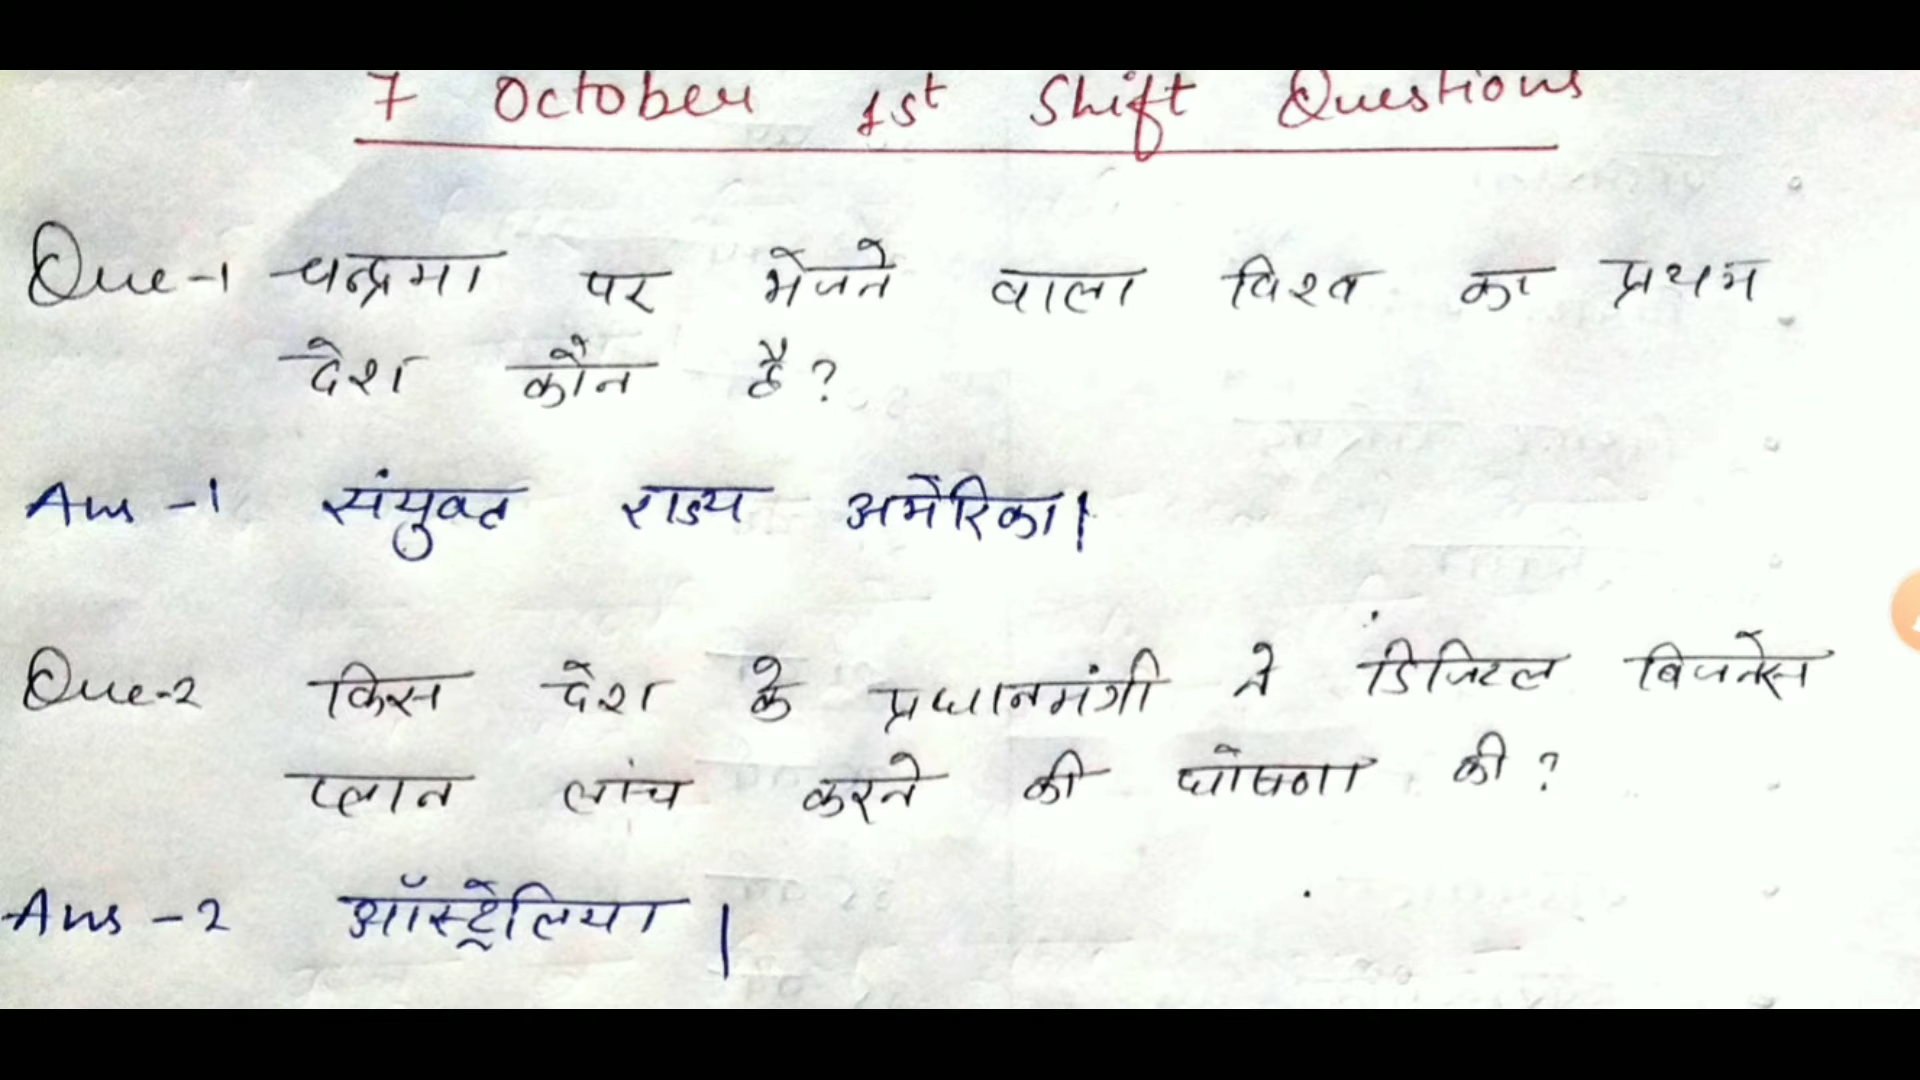 7 October 1st Shift Questions
Que-1 चन्द्रमा पर भेजने वाला विश्व का प्रथम
देश कौन है?
Ans-1 संयुक्त राज्य अमेरिका|
Que-2 किस देश के प्रधानमंत्री ने डिजिटल बिजनेस
प्लान लांच करने की घोषणा की?
Ans-2 ऑस्ट्रेलिया|